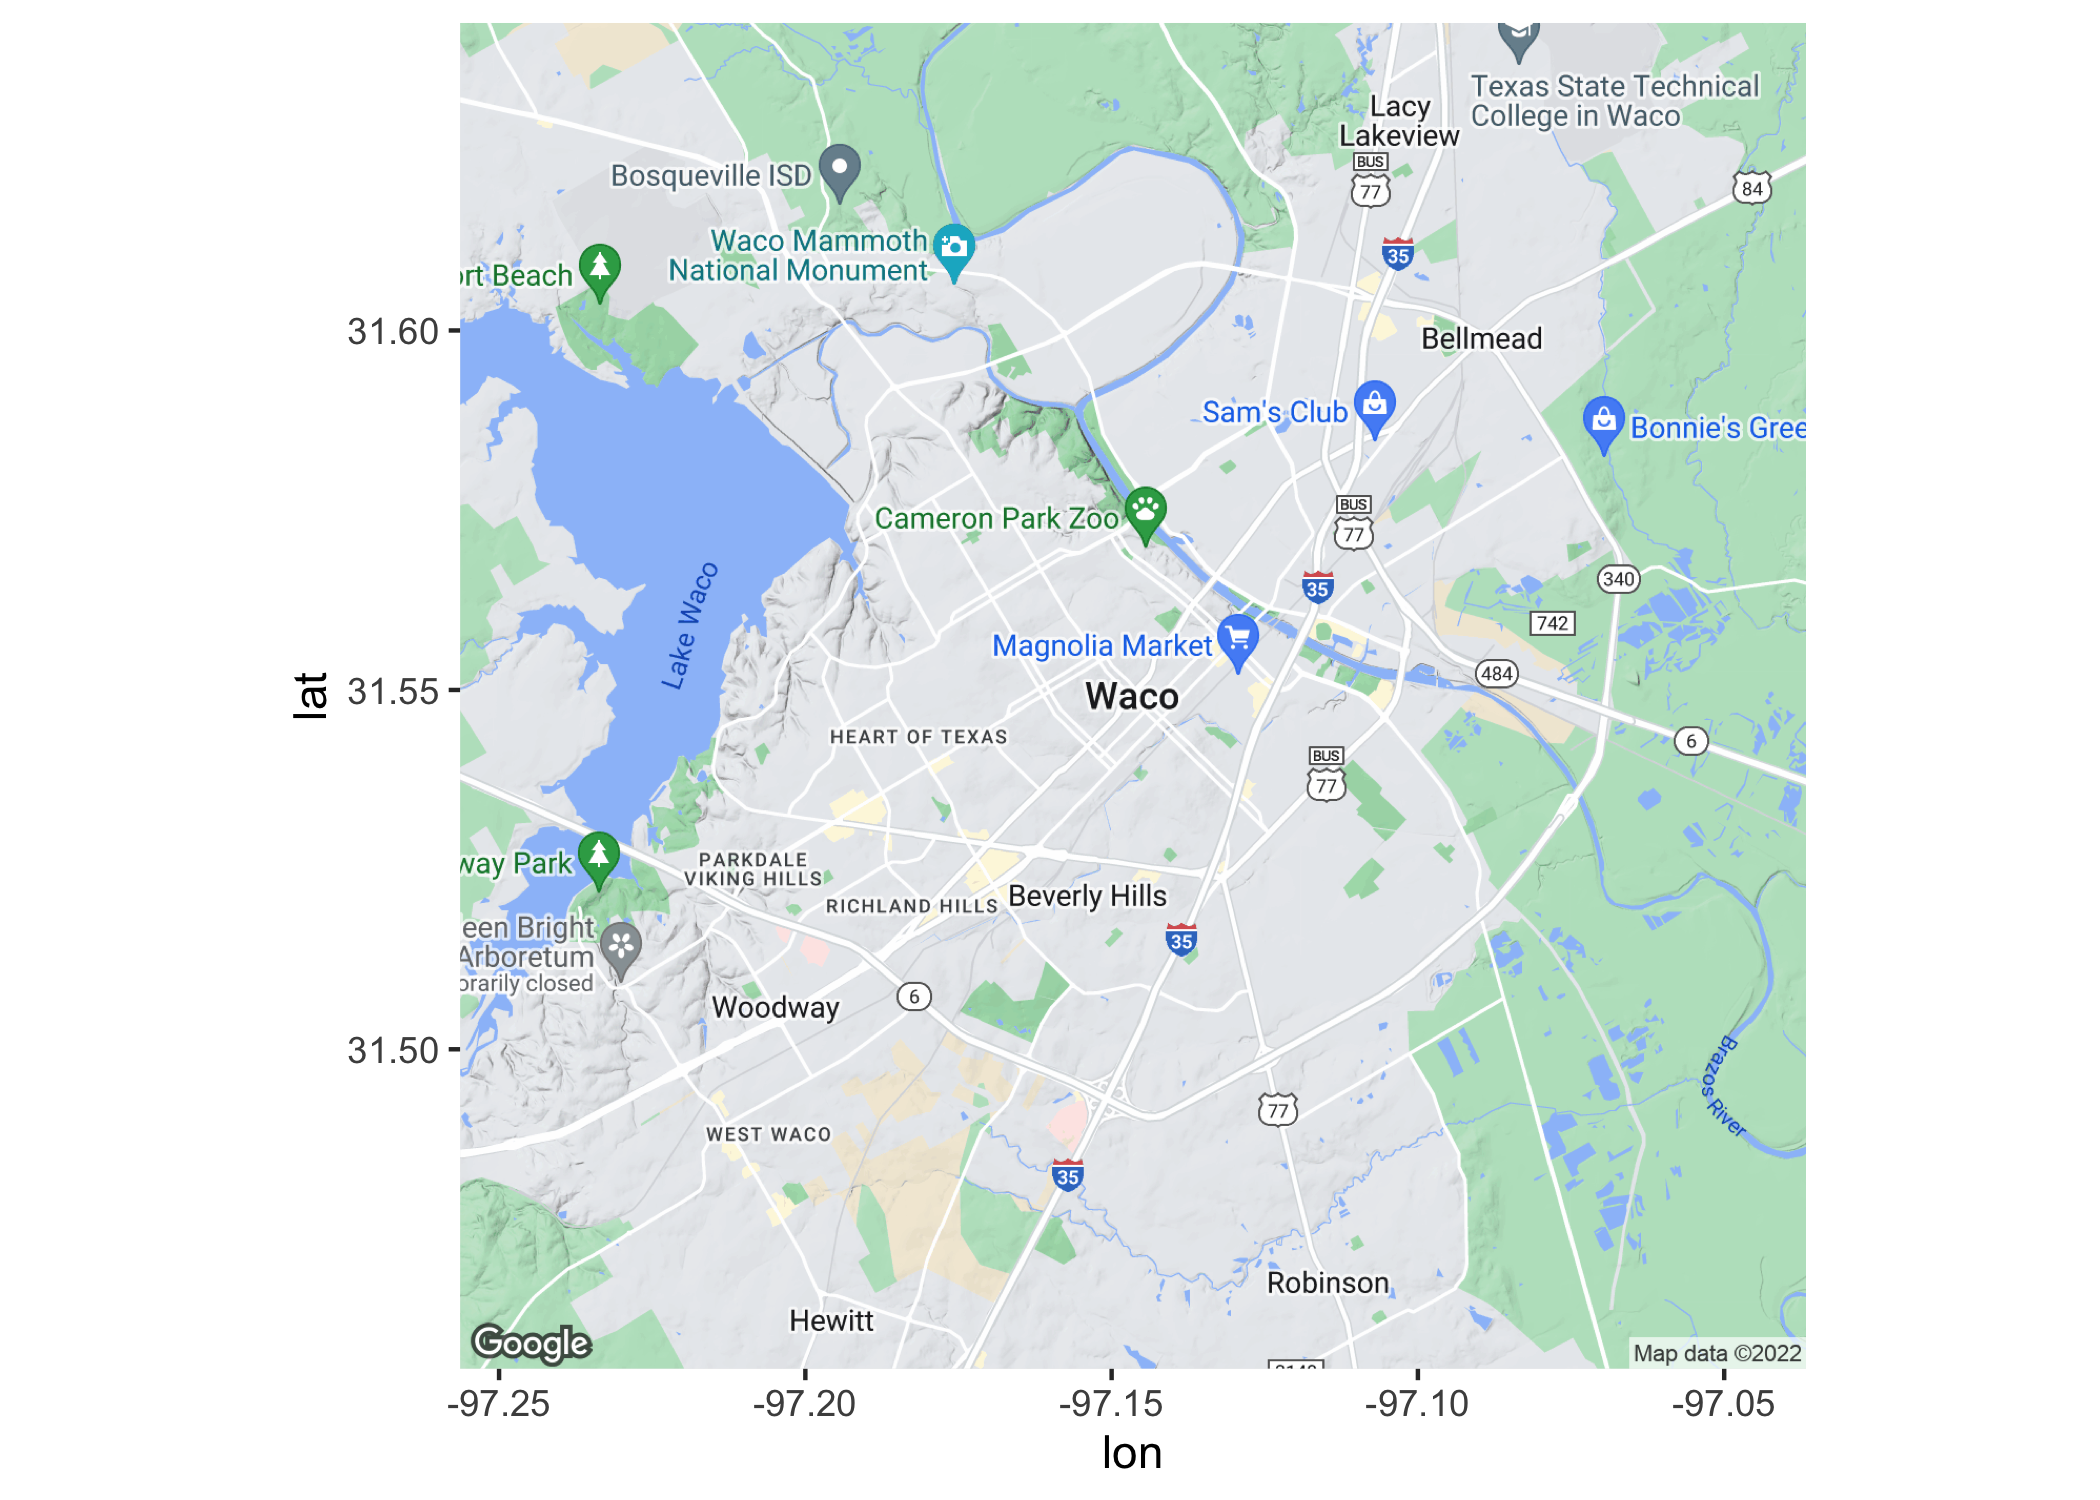 Texas State Technical
College in Waco
Lacy
Lakeview
BUS
77
84
Bosqueville ISD
Waco Mammoth
National Monument
35
ort Beach
31.60
Bellmead
Sam's Club
Bonnie's Gree
Cameron Park Zoo
BUS
77
35
340
742
Lake Waco
Magnolia Market
484
lat
31.55
Waco
HEART OF TEXAS
6
BUS
77
way Park
PARKDALE
VIKING HILLS
RICHLAND HILLS
Beverly Hills
een Bright
Arboretum
orarily closed
35
6
Woodway
31.50
Brazos River
77
WEST WACO
35
Robinson
Hewitt
Google
Map data ©2022
-97.25
-97.20
-97.15
-97.10
-97.05
lon